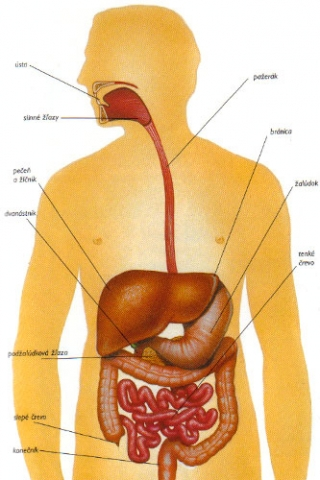 ústa
slinné žľazy
pečeň
a žlčník
dvanástnik
podžalúdková žľaza
slepé črevo
konečník
pažerák
bránica
žalúdok
tenké
črevo